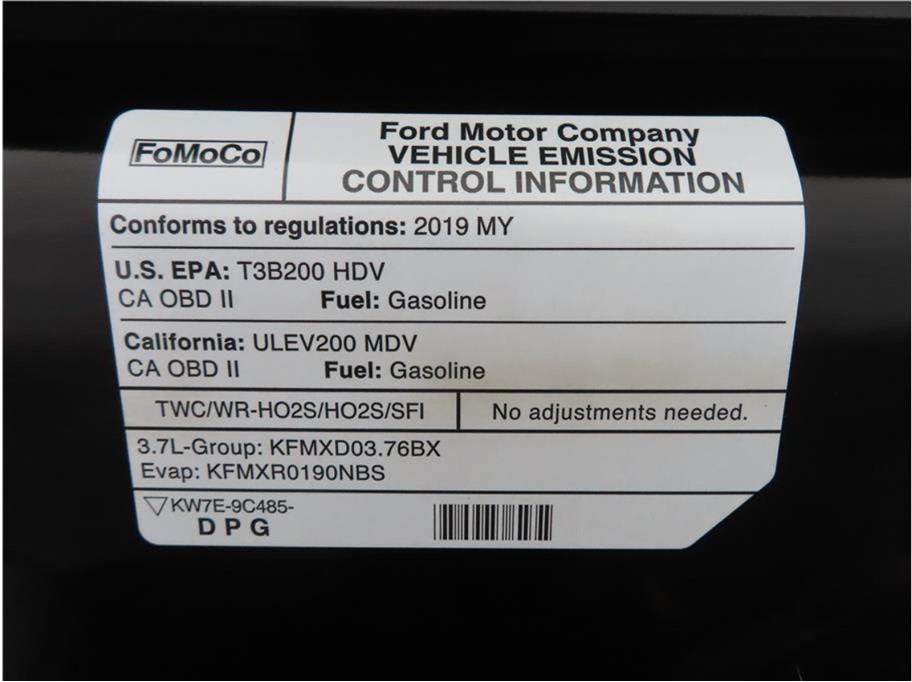 FoMoCo
Ford Motor Company
VEHICLE EMISSION
CONTROL INFORMATION
Conforms to regulations: 2019 MY
U.S. EPA: T3B200 HDV
CA OBD II Fuel: Gasoline
California: ULEV200 MDV
CA OBD II Fuel: Gasoline
TWC/WR-HO2S/HO2S/SFI No adjustments needed.
3.7L-Group: KFMXD03.76BX
Evap: KFMXR0190NBS
KW7E-9C485-
DPG